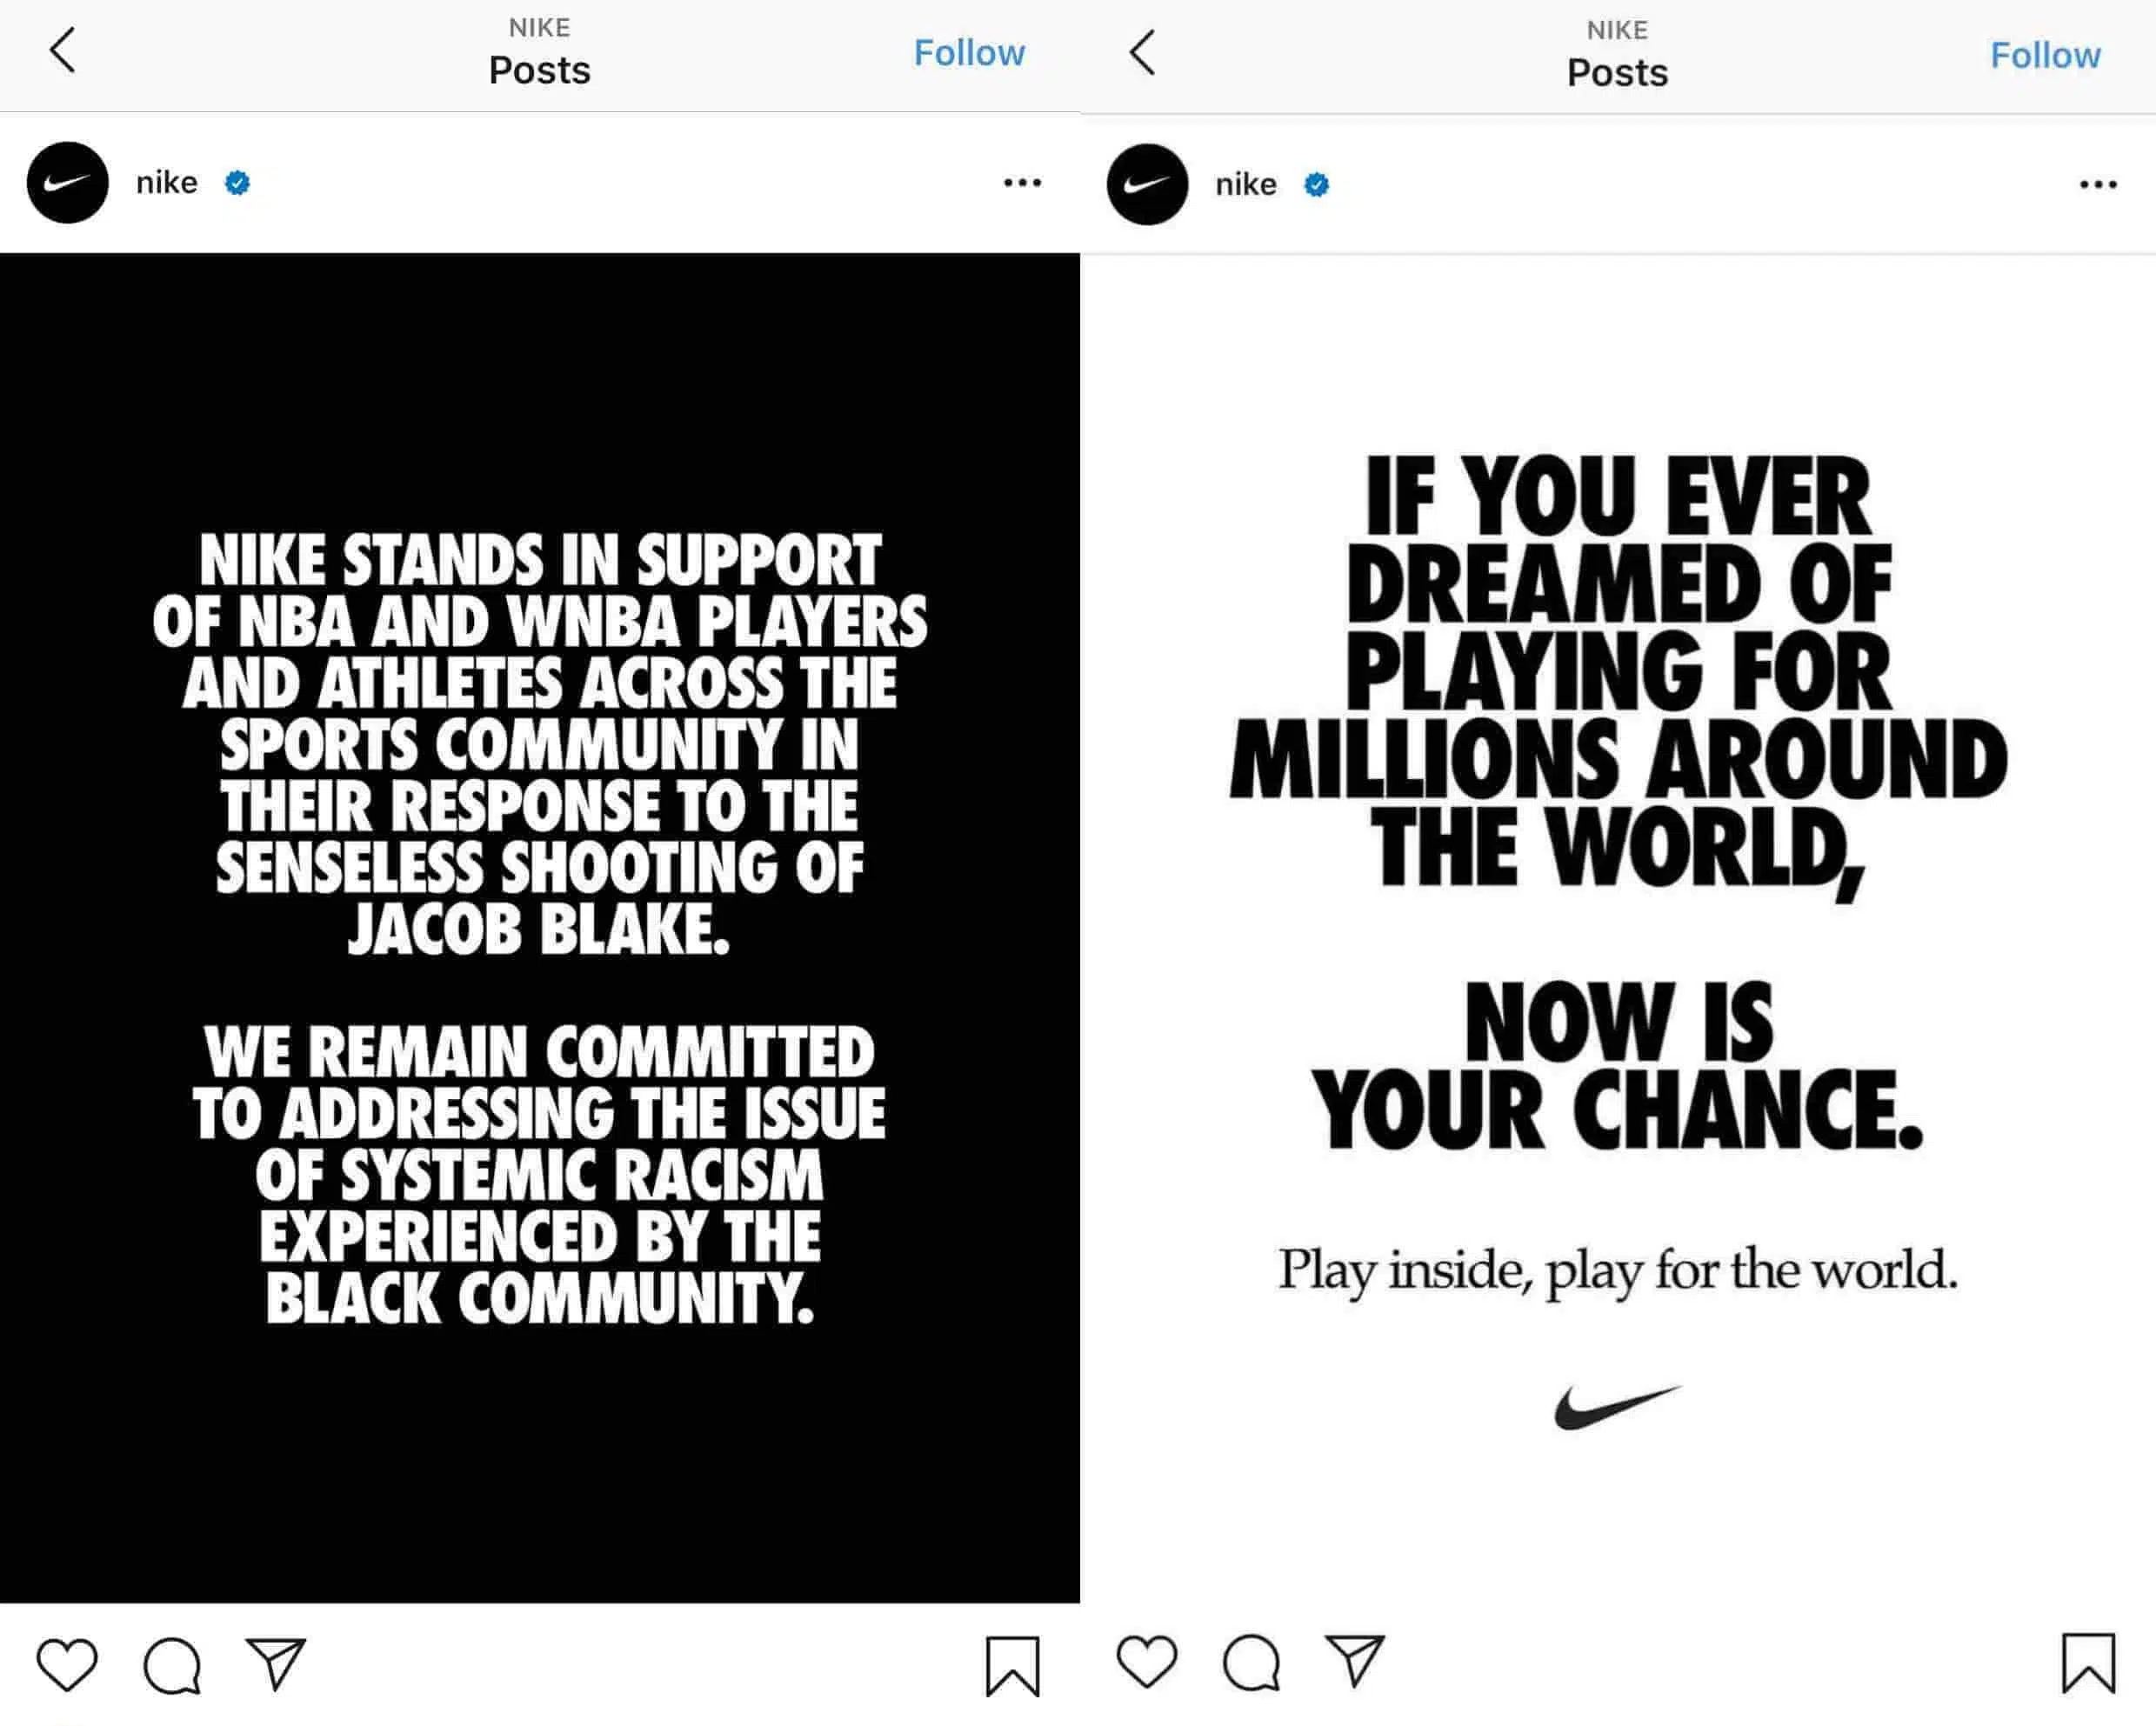 NIKE
Posts
Follow
nike
NIKE STANDS IN SUPPORT
OF NBA AND WNBA PLAYERS
AND ATHLETES ACROSS THE
SPORTS COMMUNITY IN
THEIR RESPONSE TO THE
SENSELESS SHOOTING OF
JACOB BLAKE.
WE REMAIN COMMITTED
TO ADDRESSING THE ISSUE
OF SYSTEMIC RACISM
EXPERIENCED BY THE
BLACK COMMUNITY.
NIKE
Posts
Follow
nike
IF YOU EVER
DREAMED OF
PLAYING FOR
MILLIONS AROUND
THE WORLD,
NOW IS
YOUR CHANCE.
Play inside, play for the world.